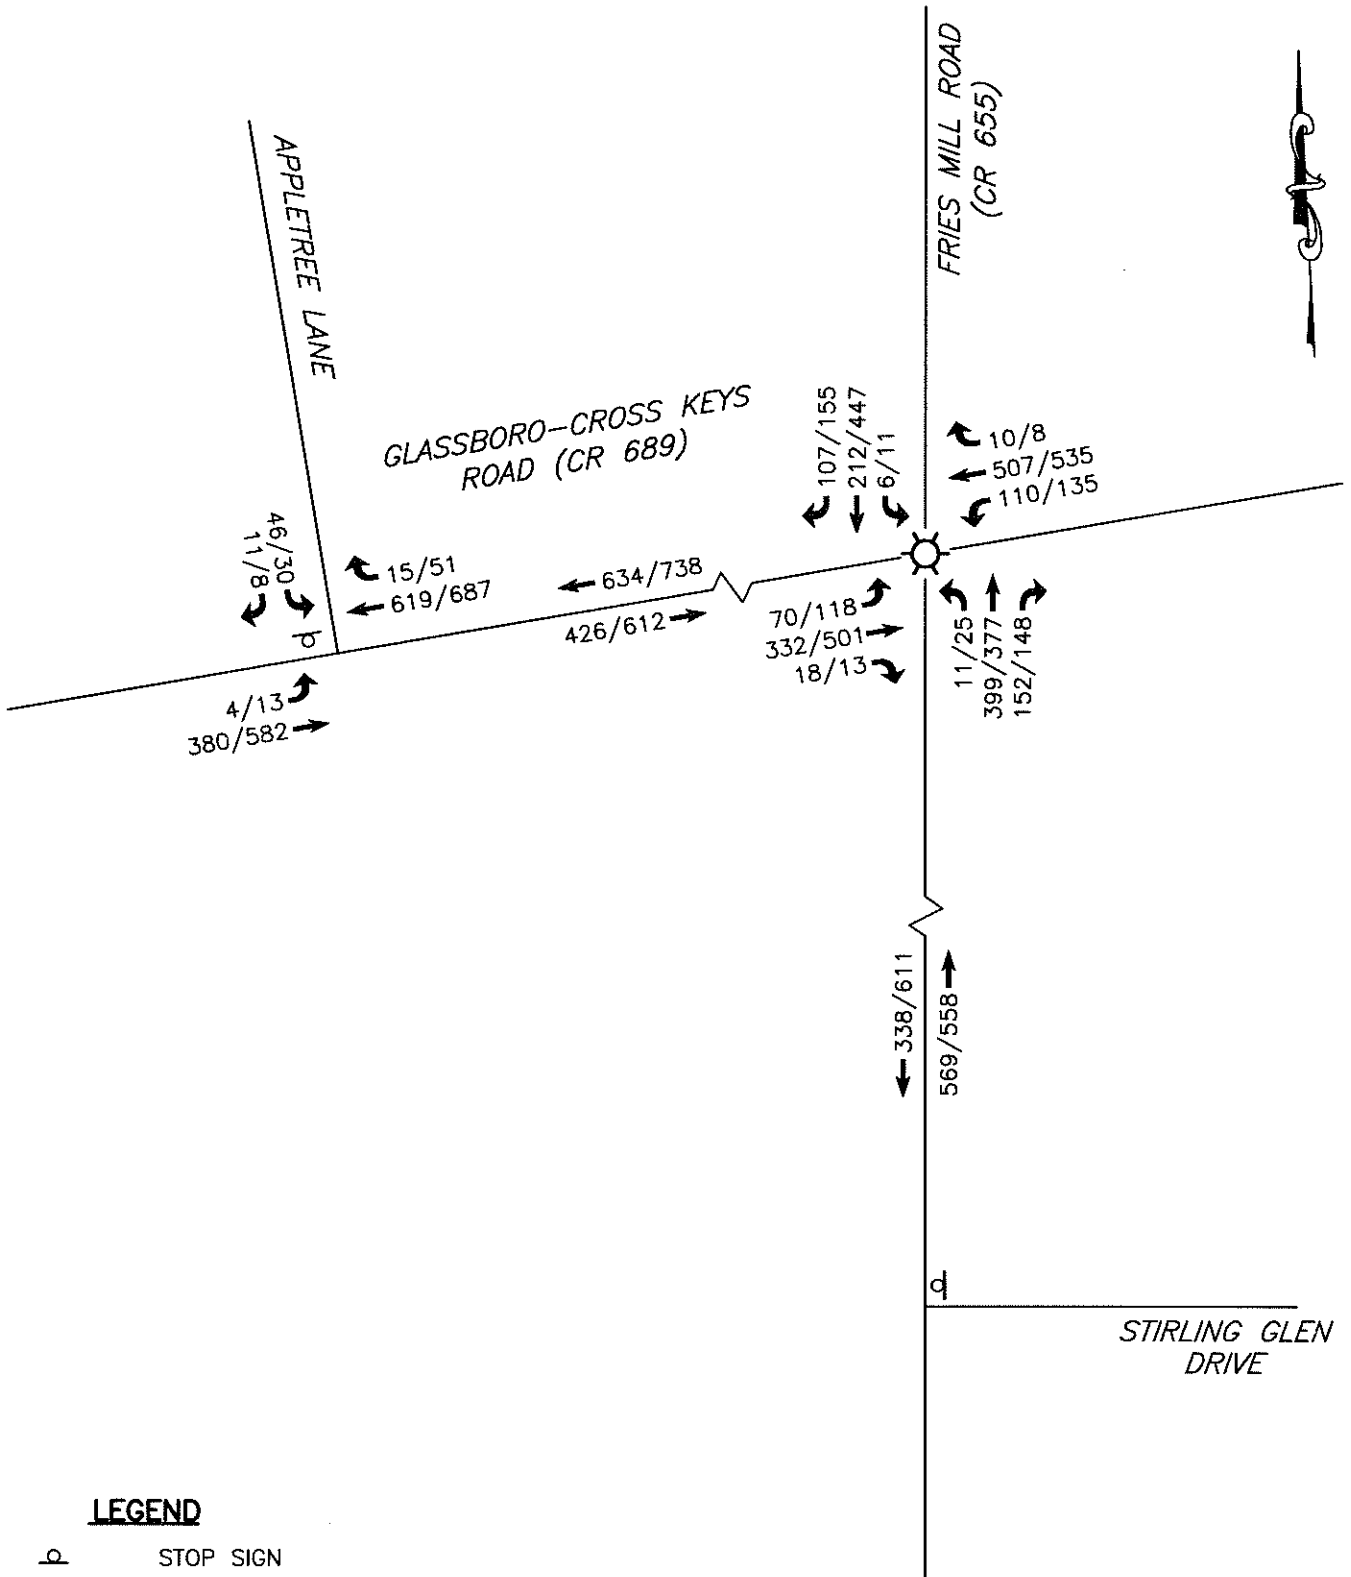 FRIES MILL ROAD
(CR 655)
APPLETREE LANE
GLASSBORO-CROSS KEYS
ROAD (CR 689)
107/155
212/447
6/11
10/8
507/535
110/135
46/30
11/8
15/51
619/687
634/738
426/612
70/118
332/501
18/13
11/25
399/377
152/148
4/13
380/582
338/611
569/558
STIRLING GLEN
DRIVE
LEGEND
STOP SIGN